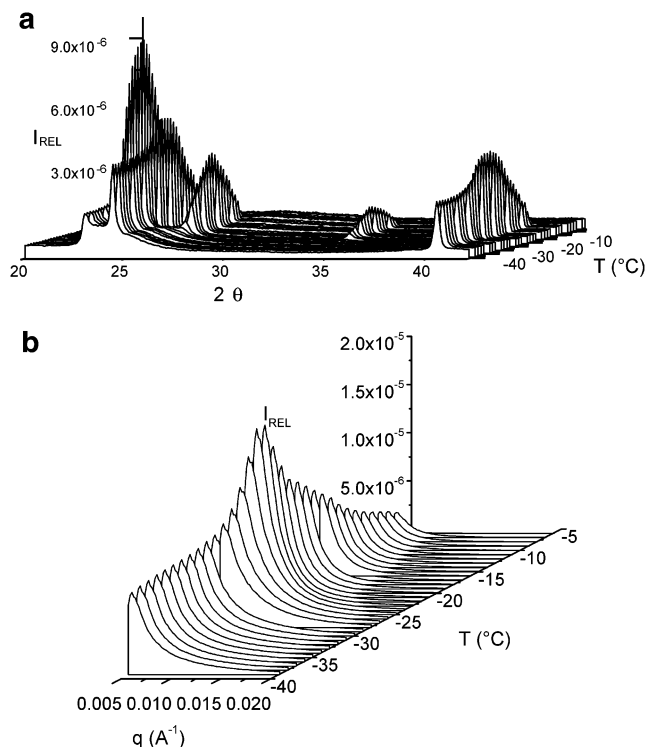 a
9.0x10-6
6.0x10-6
IREL
3.0x10-6
20 25 30 35 40
-40 -30 -20 -10
T (°C)
2 θ
b
2.0x10-5
1.5x10-5
1.0x10-5
5.0x10-6
IREL
-5
-10
-15
-20
-25
-30
-35
-40
T (°C)
0.005 0.010 0.015 0.020
q (A-1)